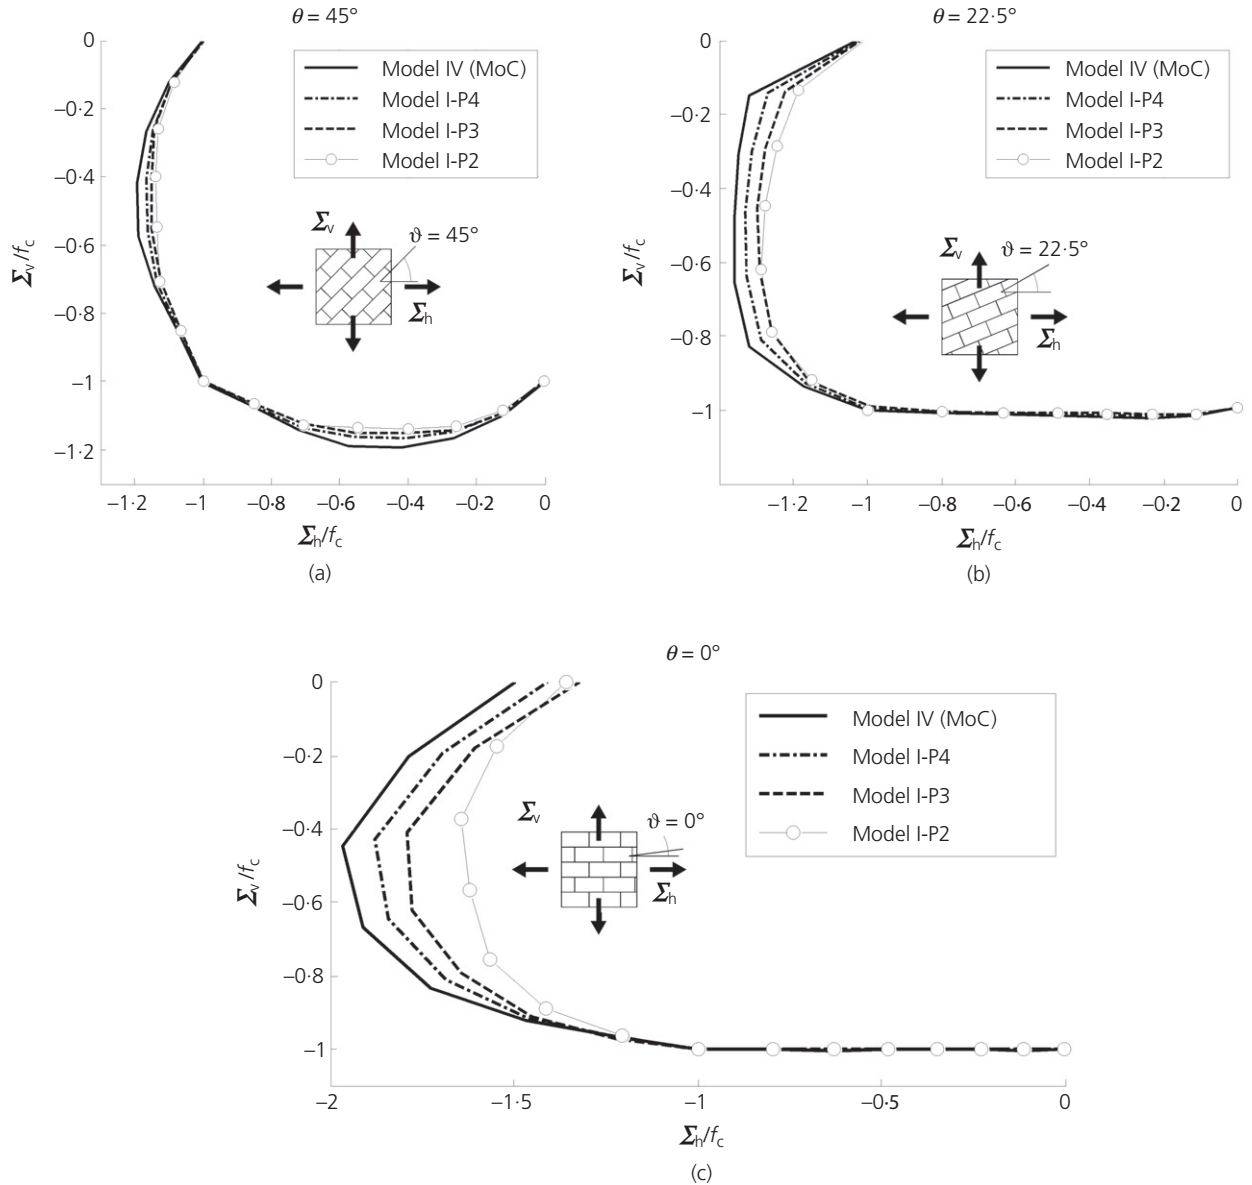 θ = 45°
0
−0·2
−0·4
−0·6
−0·8
−1
−1·2
Σv/fc
Model IV (MoC)
Model I-P4
Model I-P3
Model I-P2
Σv
ϑ = 45°
Σh
−1·2 −1 −0·8 −0·6 −0·4 −0·2 0
Σh/fc
(a)
θ = 22·5°
0
−0·2
−0·4
−0·6
−0·8
−1
Σv/fc
Model IV (MoC)
Model I-P4
Model I-P3
Model I-P2
Σv
ϑ = 22·5°
Σh
−1·2 −1 −0·8 −0·6 −0·4 −0·2 0
Σh/fc
(b)
θ = 0°
0
−0·2
−0·4
−0·6
−0·8
−1
Σv/fc
Model IV (MoC)
Model I-P4
Model I-P3
Model I-P2
Σv
ϑ = 0°
Σh
−2 −1·5 −1 −0·5 0
Σh/fc
(c)